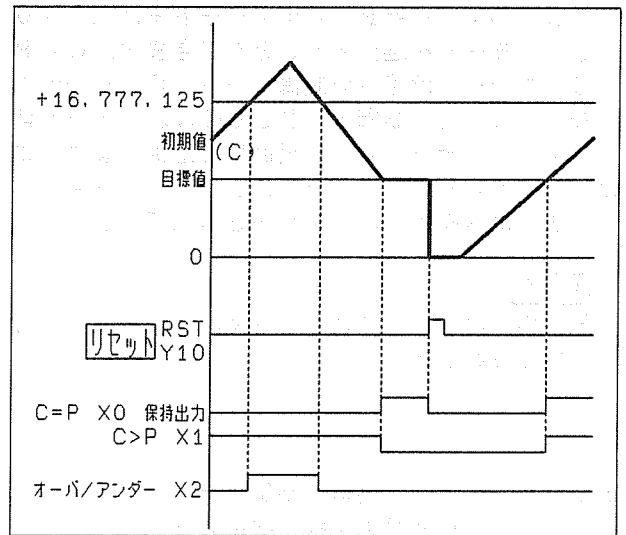 +16,777,125
初期値
(C)
目標値
0
リセット RST Y10
C=P X0 保持出力
C>P X1
オーバ/アンダー X2